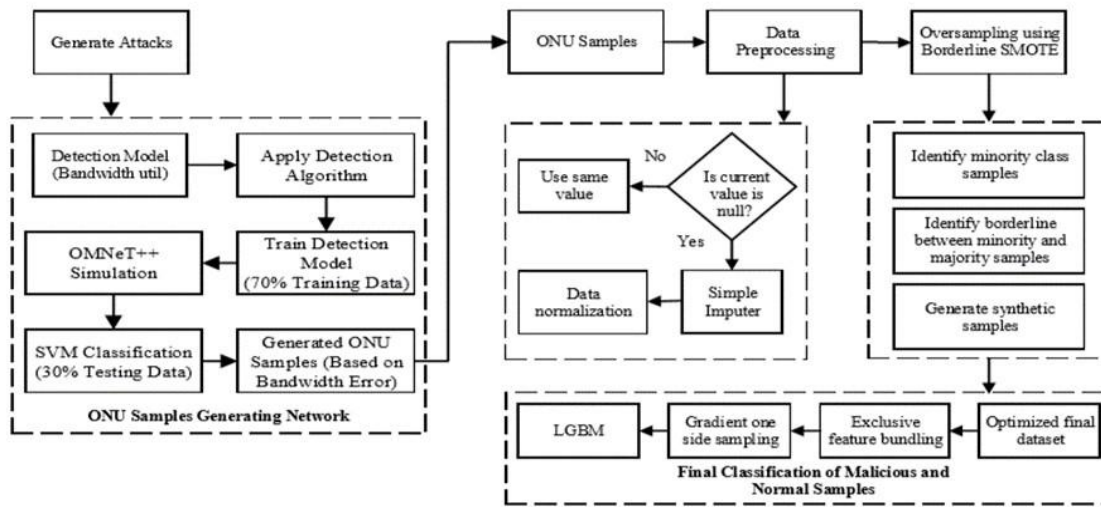 Generate Attacks
Detection Model
(Bandwidth util)
Apply Detection
Algorithm
OMNeT++
Simulation
Train Detection
Model
(70% Training Data)
SVM Classification
(30% Testing Data)
Generated ONU
Samples (Based on
Bandwidth Error)
ONU Samples Generating Network
ONU Samples
Data
Preprocessing
Oversampling using
Borderline SMOTE
Use same
value
No
Is current
value is
null?
Yes
Data
normalization
Simple
Imputer
Identify minority class
samples
Identify borderline
between minority and
majority samples
Generate synthetic
samples
LGBM
Gradient one
side sampling
Exclusive
feature bundling
Optimized final
dataset
Final Classification of Malicious and
Normal Samples